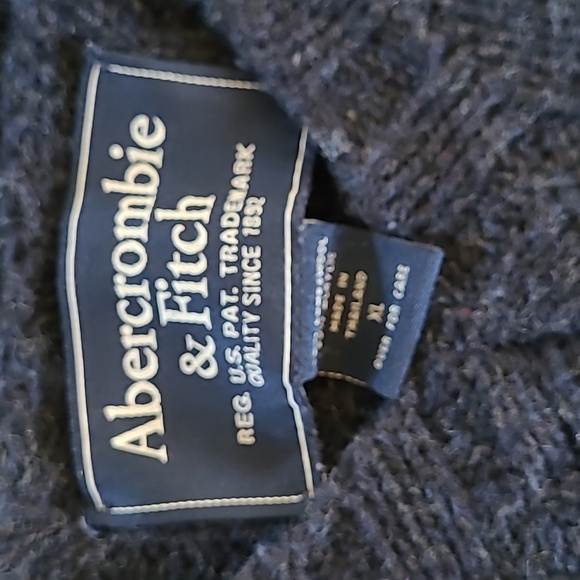 Abercrombie
& Fitch
REG. U.S. PAT. TRADEMARK
QUALITY SINCE 1892
MADE IN
THAILAND
XL
OVER FOR CARE